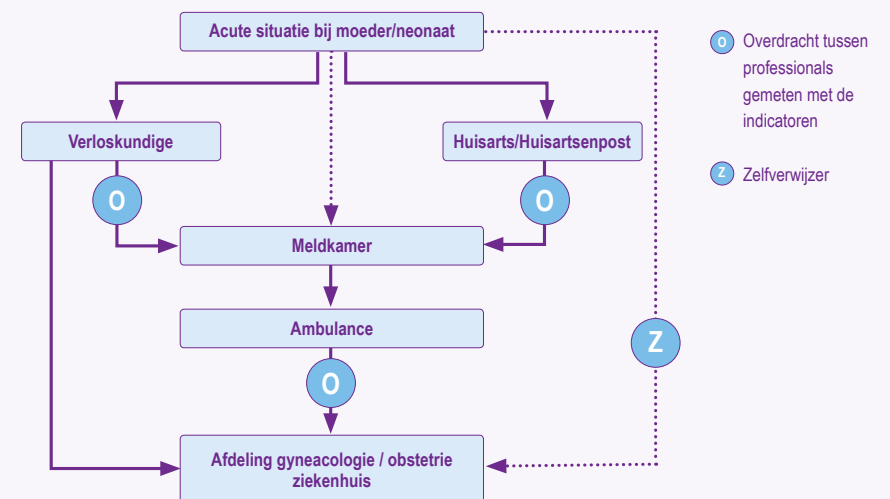 Acute situatie bij moeder/neonaat
O Overdracht tussen
professionals
gemeten met de
indicatoren
Verloskundige
Huisarts/Huisartsenpost
Z Zelfverwijzer
O
O
Meldkamer
Ambulance
Z
O
Afdeling gyneacologie / obstetrie
ziekenhuis